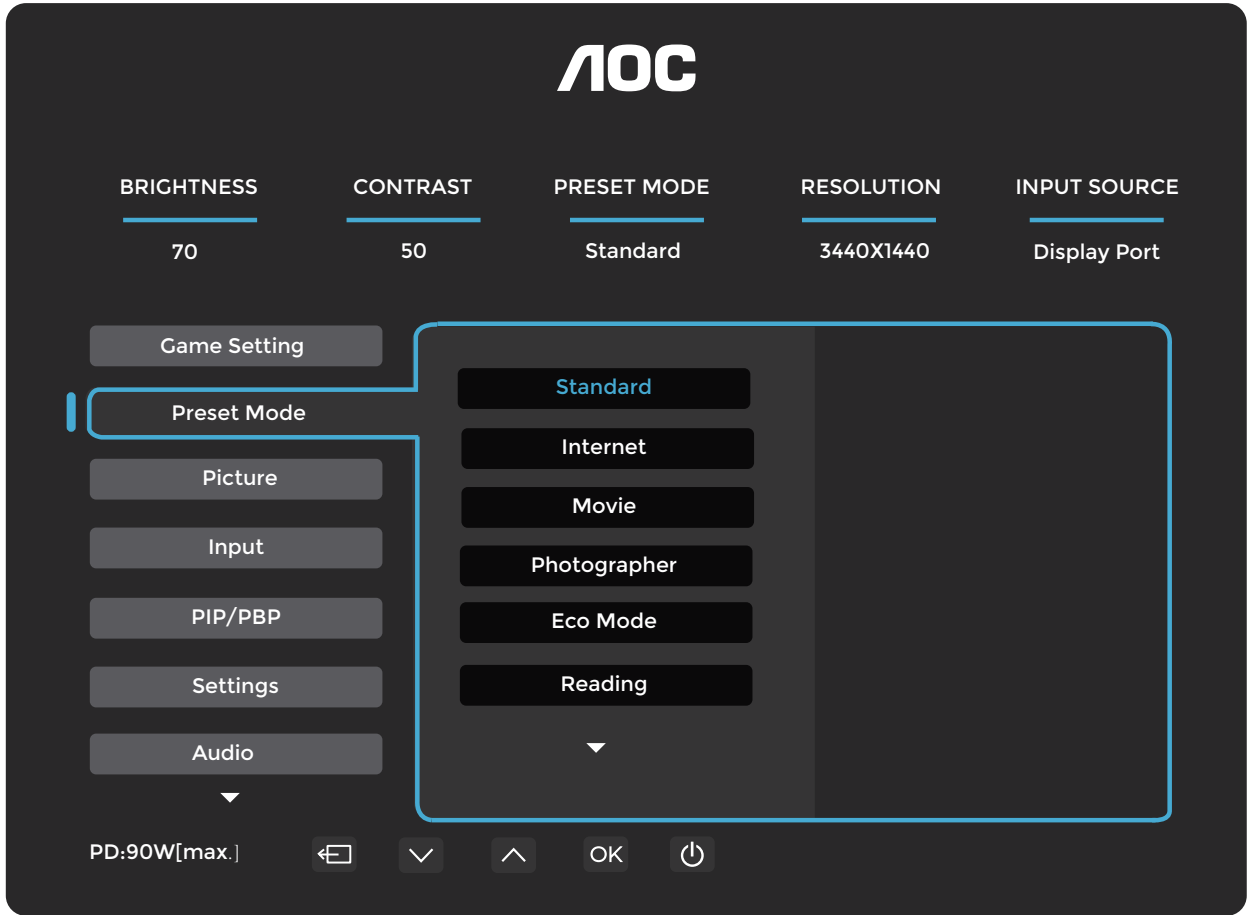 AOC
BRIGHTNESS CONTRAST PRESET MODE RESOLUTION INPUT SOURCE
70 50 Standard 3440X1440 Display Port
Game Setting
Preset Mode
Picture
Input
PIP/PBP
Settings
Audio
Standard
Internet
Movie
Photographer
Eco Mode
Reading
PD:90W[max.]
OK